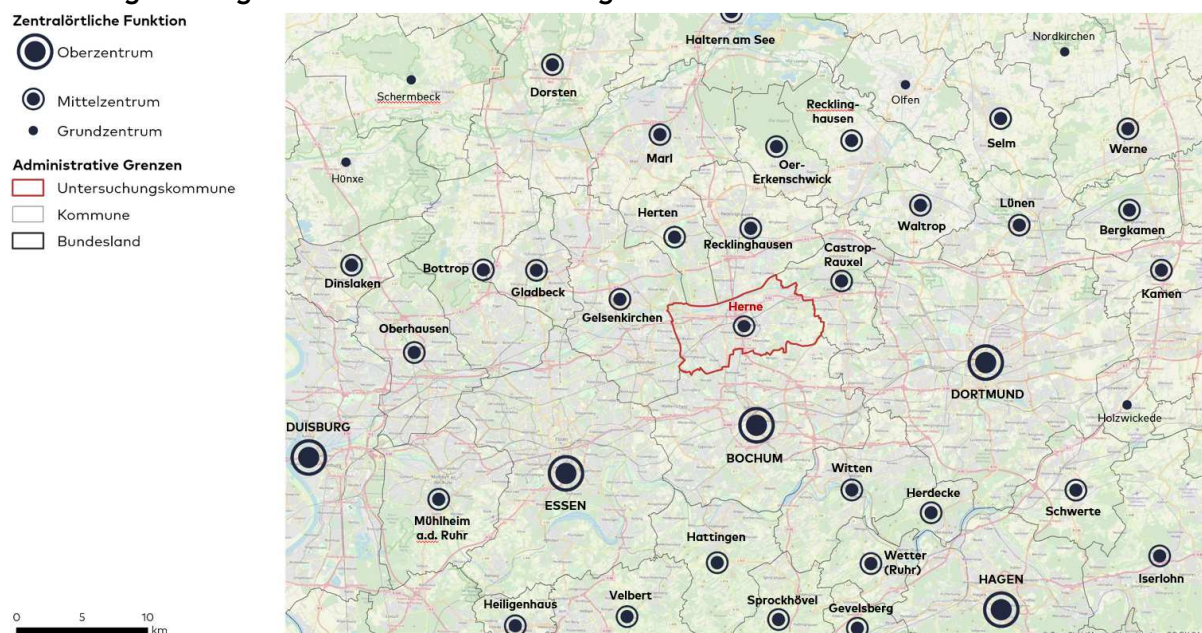 Zentralörtliche Funktion
Oberzentrum
Mittelzentrum
Grundzentrum
Administrative Grenzen
Untersuchungskommune
Kommune
Bundesland
0 5 10
km
Haltern am See
Nordkirchen
Schermbeck
Dorsten
Olfen
Reckling-
hausen
Marl
Oer-
Erkenschwick
Selm
Werne
Hünxe
Herten
Recklinghausen
Waltrop
Lünen
Bergkamen
Castrop-
Rauxel
Dinslaken
Bottrop
Gladbeck
Gelsenkirchen
Herne
Kamen
Oberhausen
DORTMUND
Holzwickede
DUISBURG
BOCHUM
ESSEN
Witten
Herdecke
Schwerte
Mühlheim
a.d. Ruhr
Hattingen
Wetter
(Ruhr)
HAGEN
Iserlohn
Heiligenhaus
Velbert
Sprockhövel
Gevelsberg